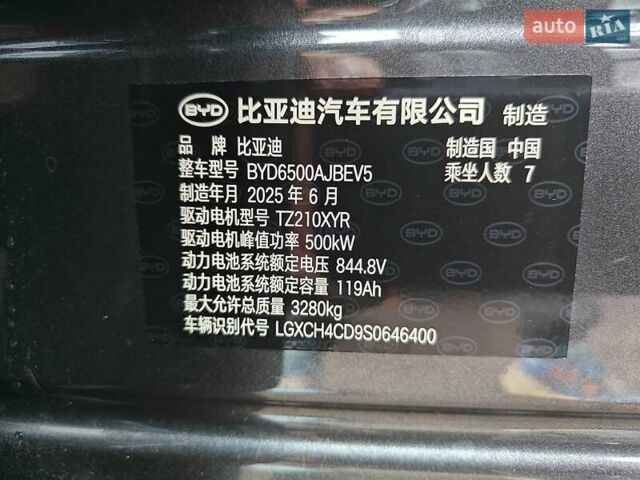 auto RIA.com
BYD 比亚迪汽车有限公司 制造
品 牌 比亚迪 制造国 中国
整车型号 BYD6500AJBEV5 乘坐人数 7
制造年月 2025 年 6 月
驱动电机型号 TZ210XYR
驱动电机峰值功率 500kW
动力电池系统额定电压 844.8V
动力电池系统额定容量 119Ah
最大允许总质量 3280kg
车辆识别代号 LGXCH4CD9S0646400